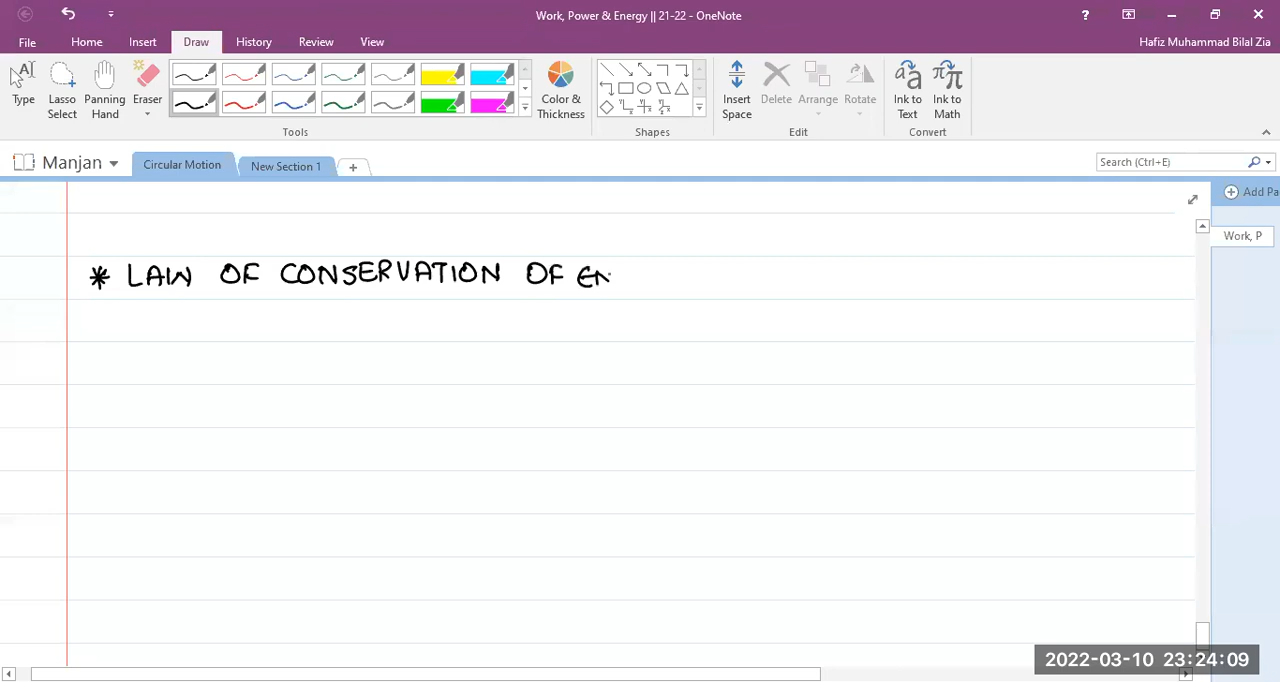 Work, Power & Energy || 21-22 - OneNote
File Home Insert Draw History Review View
Hafiz Muhammad Bilal Zia
Type
Lasso Select
Panning Hand
Eraser
Color & Thickness
Insert Space
Delete
Arrange
Rotate
Ink to Text
Ink to Math
Tools
Shapes
Edit
Convert
Manjan
Circular Motion
New Section 1
Search (Ctrl+E)
Add Pa
Work, P
* LAW OF CONSERVATION OF EN
2022-03-10 23:24:09